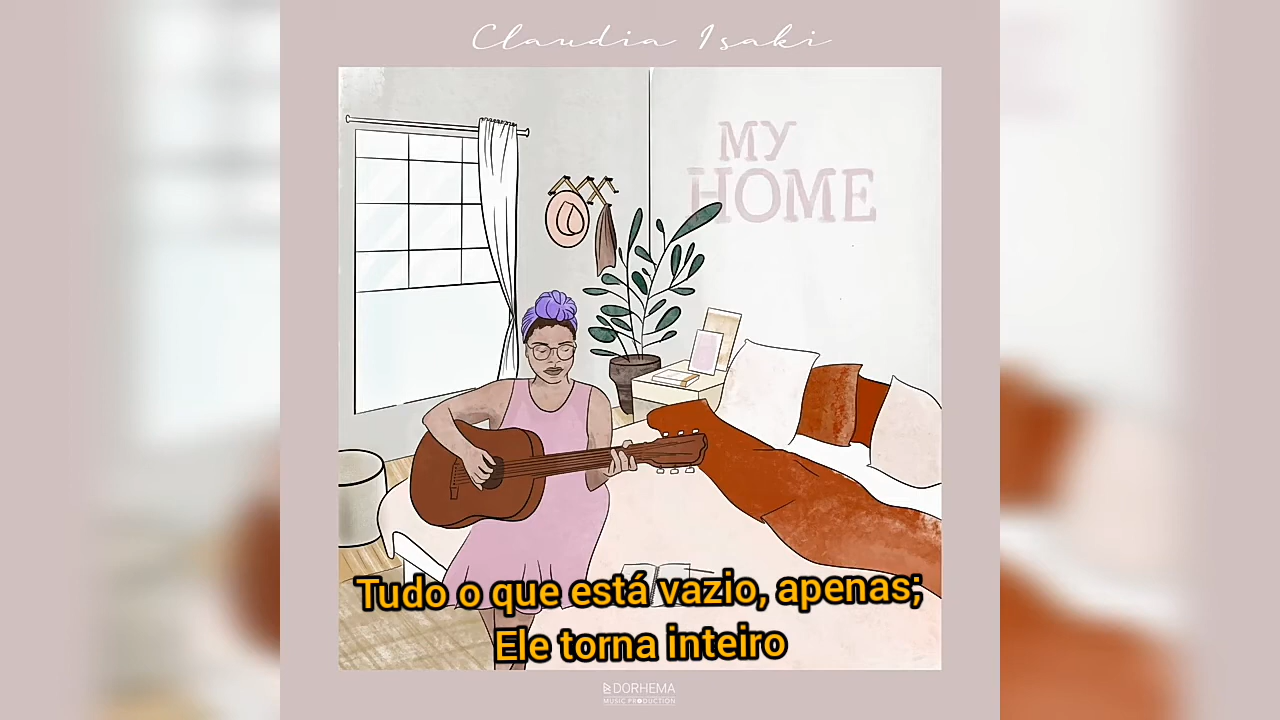 Claudia Isaki
MY
HOME
Tudo o que está vazio, apenas;
Ele torna inteiro
DORHEMA
MUSIC PRODUCTION